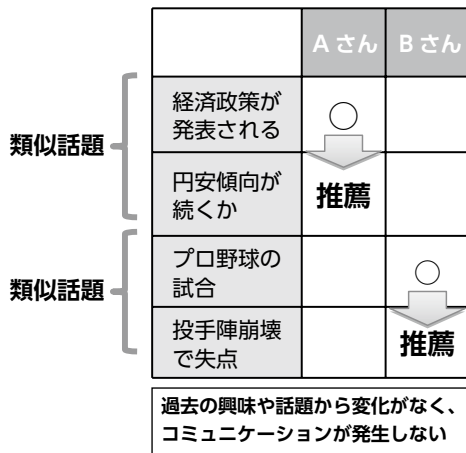 Aさん Bさん
類似話題
経済政策が
発表される
○
円安傾向が
続くか
推薦
類似話題
プロ野球の
試合
○
投手陣崩壊
で失点
推薦
過去の興味や話題から変化がなく、
コミュニケーションが発生しない